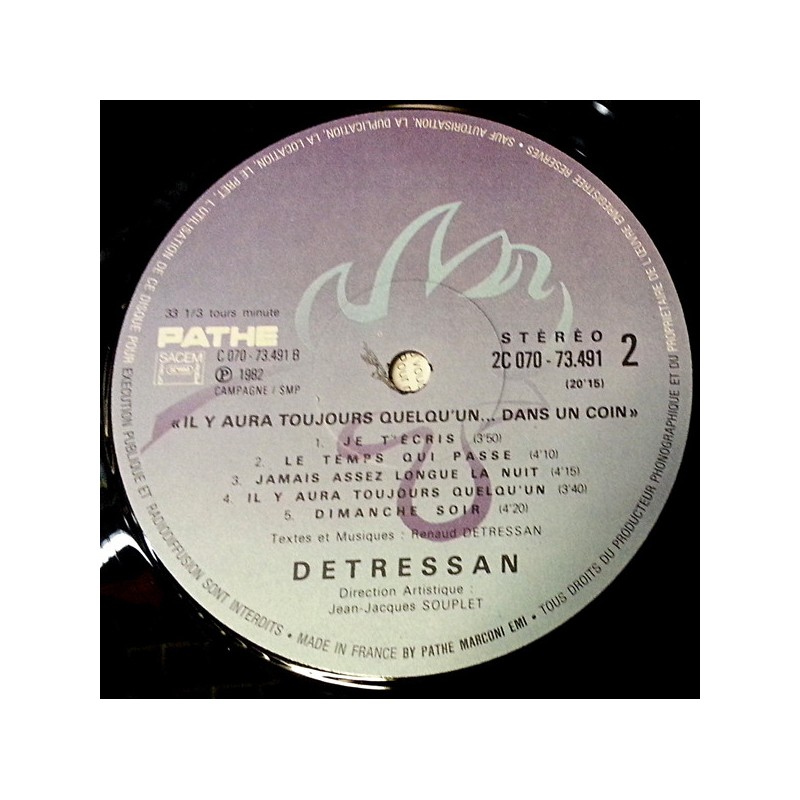 TOUS DROITS DU PRODUCTEUR PHONOGRAPHIQUE ET DU PROPRIETAIRE DE L'ŒUVRE ENREGISTREE RESERVES • SAUF AUTORISATION, LA DUPLICATION, LA LOCATION, LE PRET, L'UTILISATION DE CE DISQUE POUR EXECUTION PUBLIQUE ET RADIODIFFUSION SONT INTERDITS • MADE IN FRANCE BY PATHE MARCONI EMI •
33 1/3 tours minute
PATHE
SACEM
C 070 - 73.491 B
Ⓟ 1982
CAMPAGNE / SMP
STÉRÉO
2C 070 - 73.491 2
(20'15)
«IL Y AURA TOUJOURS QUELQU'UN... DANS UN COIN»
1. JE T'ÉCRIS (3'50)
2. LE TEMPS QUI PASSE (4'10)
3. JAMAIS ASSEZ LONGUE LA NUIT (4'15)
4. IL Y AURA TOUJOURS QUELQU'UN (3'40)
5. DIMANCHE SOIR (4'20)
Textes et Musiques : Renaud DETRESSAN
DETRESSAN
Direction Artistique :
Jean-Jacques SOUPLET